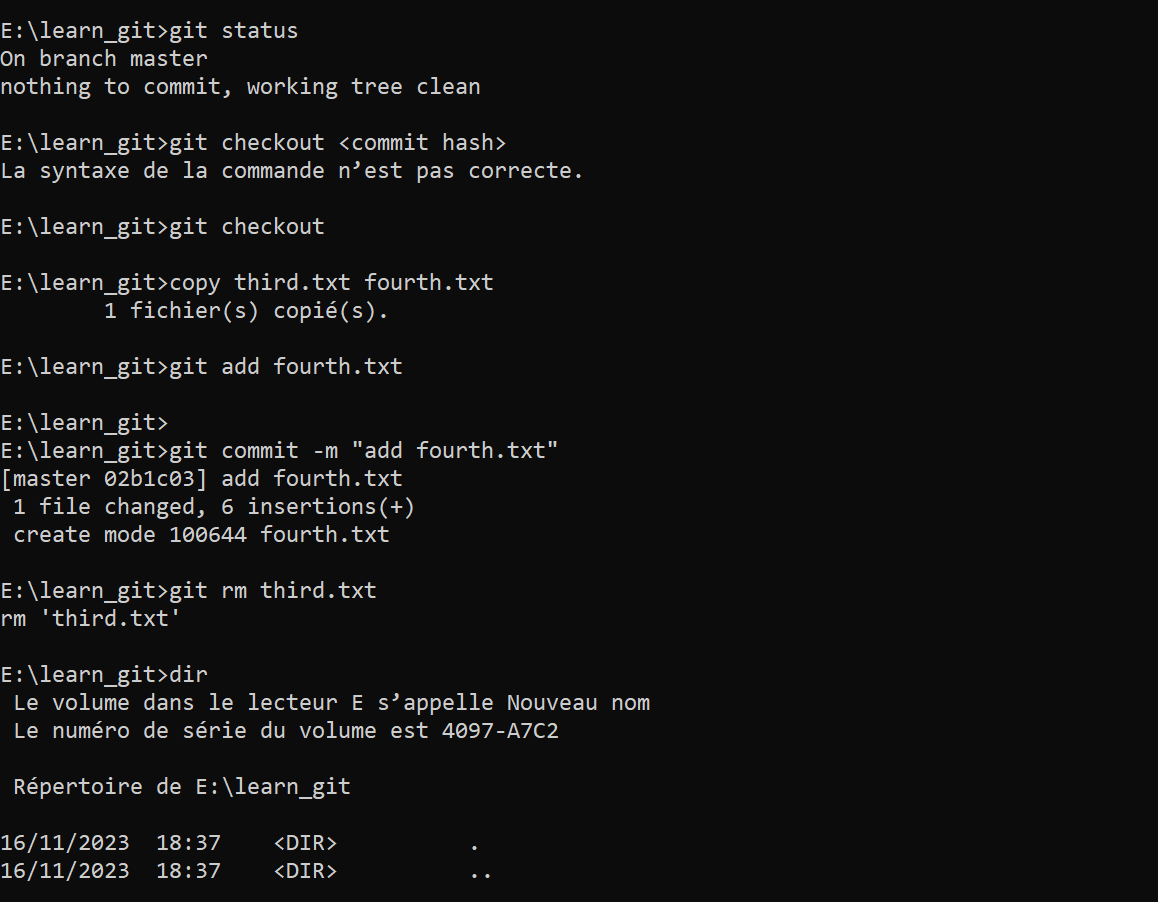 E:\learn_git>git status
On branch master
nothing to commit, working tree clean
E:\learn_git>git checkout <commit hash>
La syntaxe de la commande n’est pas correcte.
E:\learn_git>git checkout
E:\learn_git>copy third.txt fourth.txt
        1 fichier(s) copié(s).
E:\learn_git>git add fourth.txt
E:\learn_git>
E:\learn_git>git commit -m "add fourth.txt"
[master 02b1c03] add fourth.txt
 1 file changed, 6 insertions(+)
 create mode 100644 fourth.txt
E:\learn_git>git rm third.txt
rm 'third.txt'
E:\learn_git>dir
 Le volume dans le lecteur E s’appelle Nouveau nom
 Le numéro de série du volume est 4097-A7C2
 Répertoire de E:\learn_git
16/11/2023  18:37    <DIR>          .
16/11/2023  18:37    <DIR>          ..